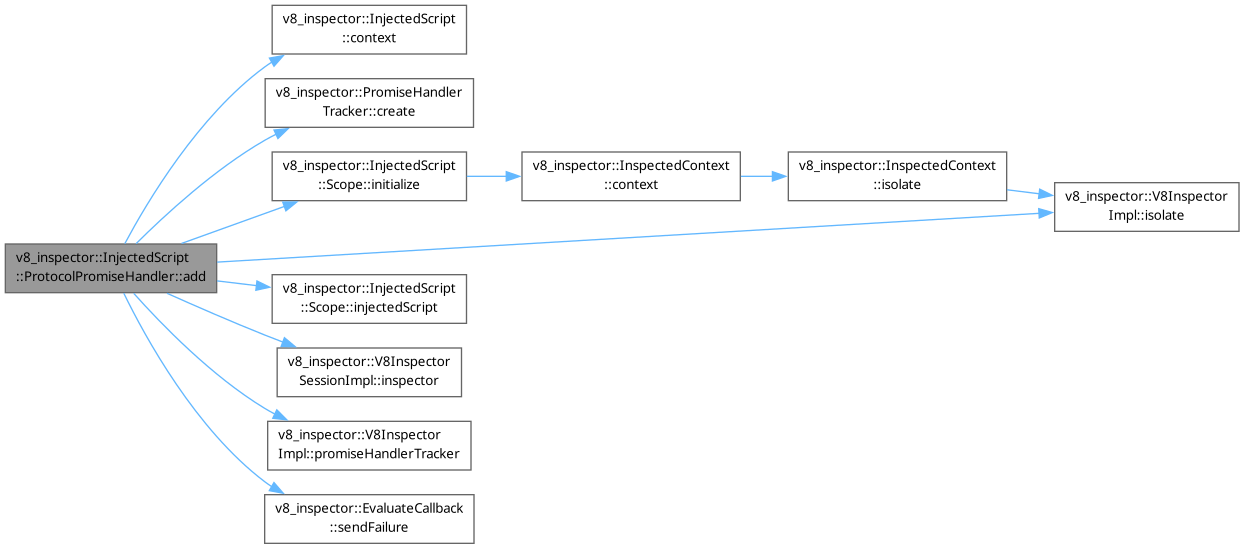 v8_inspector::InjectedScript
::ProtocolPromiseHandler::add
v8_inspector::InjectedScript
::context
v8_inspector::PromiseHandler
Tracker::create
v8_inspector::InjectedScript
::Scope::initialize
v8_inspector::InspectedContext
::context
v8_inspector::InspectedContext
::isolate
v8_inspector::V8Inspector
Impl::isolate
v8_inspector::InjectedScript
::Scope::injectedScript
v8_inspector::V8Inspector
SessionImpl::inspector
v8_inspector::V8Inspector
Impl::promiseHandlerTracker
v8_inspector::EvaluateCallback
::sendFailure